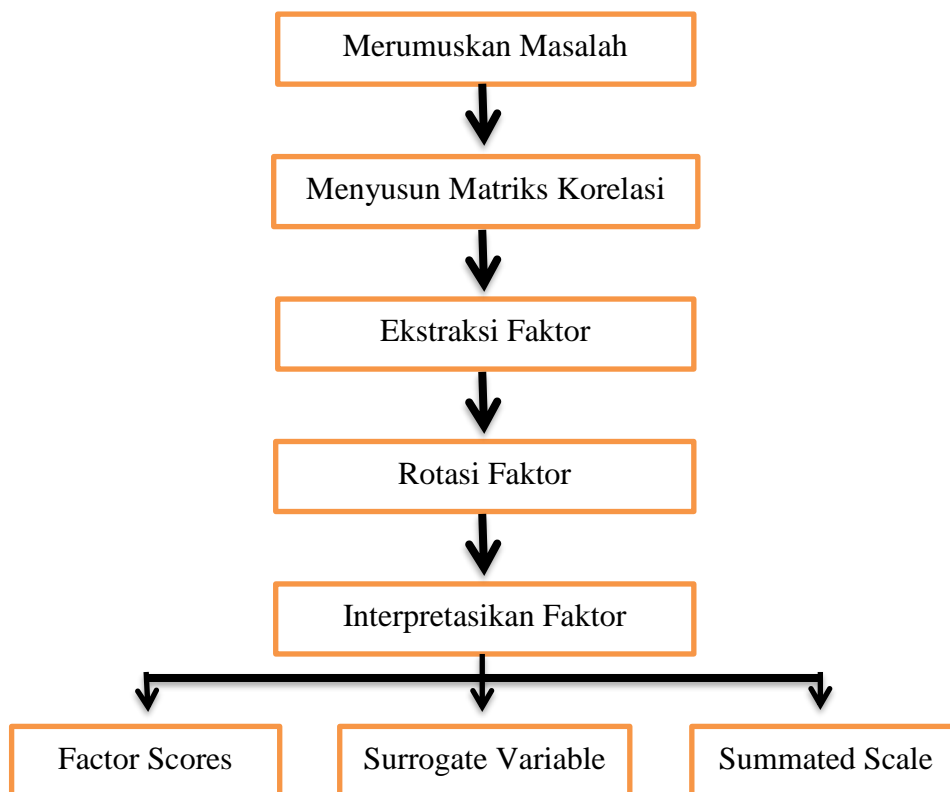 Merumuskan Masalah
Menyusun Matriks Korelasi
Ekstraksi Faktor
Rotasi Faktor
Interpretasikan Faktor
Factor Scores
Surrogate Variable
Summated Scale